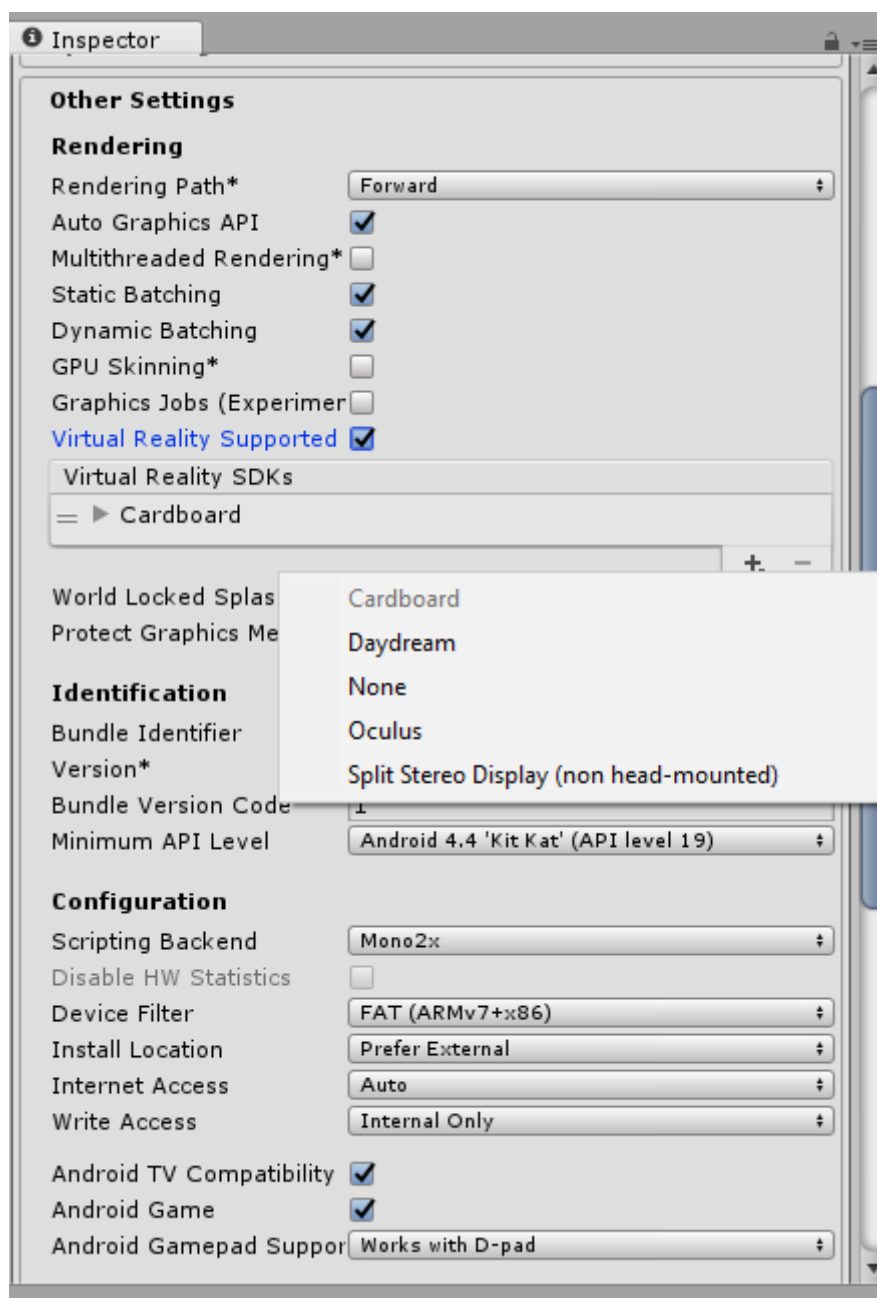 Inspector
Other Settings
Rendering
Rendering Path* Forward
Auto Graphics API
Multithreaded Rendering*
Static Batching
Dynamic Batching
GPU Skinning*
Graphics Jobs (Experimer
Virtual Reality Supported
Virtual Reality SDKs
Cardboard
World Locked Splas Cardboard
Protect Graphics Me Daydream
Identification None
Bundle Identifier Oculus
Version* Split Stereo Display (non head-mounted)
Bundle Version Code 1
Minimum API Level Android 4.4 'Kit Kat' (API level 19)
Configuration
Scripting Backend Mono2x
Disable HW Statistics
Device Filter FAT (ARMv7+x86)
Install Location Prefer External
Internet Access Auto
Write Access Internal Only
Android TV Compatibility
Android Game
Android Gamepad Suppor Works with D-pad